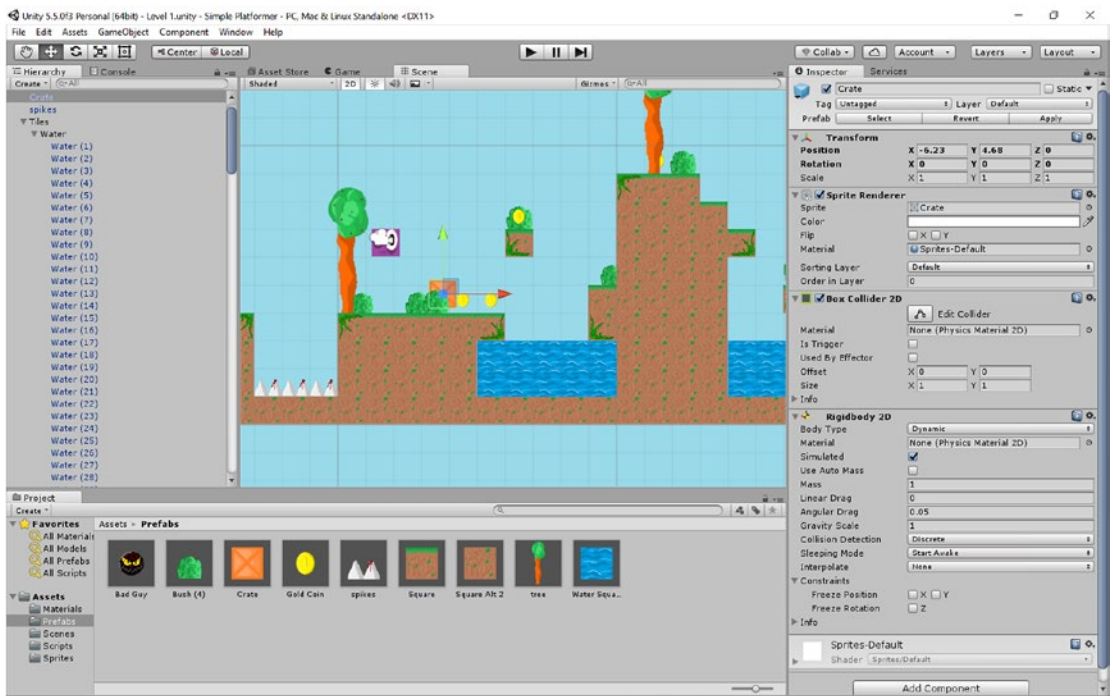 Unity 5.5.0f3 Personal (64bit) - Level 1.unity - Simple Platformer - PC, Mac & Linux Standalone <DX11>
File Edit Assets GameObject Component Window Help
Center Local
Collab Account Layers Layout
Hierarchy Console
Create All
Crate
spikes
Tiles
Water
Water (1)
Water (2)
Water (3)
Water (4)
Water (5)
Water (6)
Water (7)
Water (8)
Water (9)
Water (10)
Water (11)
Water (12)
Water (13)
Water (14)
Water (15)
Water (16)
Water (17)
Water (18)
Water (19)
Water (20)
Water (21)
Water (22)
Water (23)
Water (24)
Water (25)
Water (26)
Water (27)
Water (28)
Asset Store Game Scene
Shaded 2D Gizmos All
Inspector Services
Crate Static
Tag Untagged Layer Default
Prefab Select Revert Apply
Transform
Position X -6.23 Y 4.68 Z 0
Rotation X 0 Y 0 Z 0
Scale X 1 Y 1 Z 1
Sprite Renderer
Sprite Crate
Color
Flip X Y
Material Sprites-Default
Sorting Layer Default
Order in Layer 0
Box Collider 2D
Edit Collider
Material None (Physics Material 2D)
Is Trigger
Used By Effector
Offset X 0 Y 0
Size X 1 Y 1
Info
Rigidbody 2D
Body Type Dynamic
Material None (Physics Material 2D)
Simulated
Use Auto Mass
Mass 1
Linear Drag 0
Angular Drag 0.05
Gravity Scale 1
Collision Detection Discrete
Sleeping Mode Start Awake
Interpolate None
Constraints
Freeze Position X Y
Freeze Rotation Z
Info
Sprites-Default
Shader Sprites/Default
Add Component
Project
Create
Favorites
All Materials
All Models
All Prefabs
All Scripts
Assets
Materials
Prefabs
Scenes
Scripts
Sprites
Assets Prefabs
Bad Guy Bush (4) Crate Gold Coin spikes Square Square Alt 2 tree Water Squa...